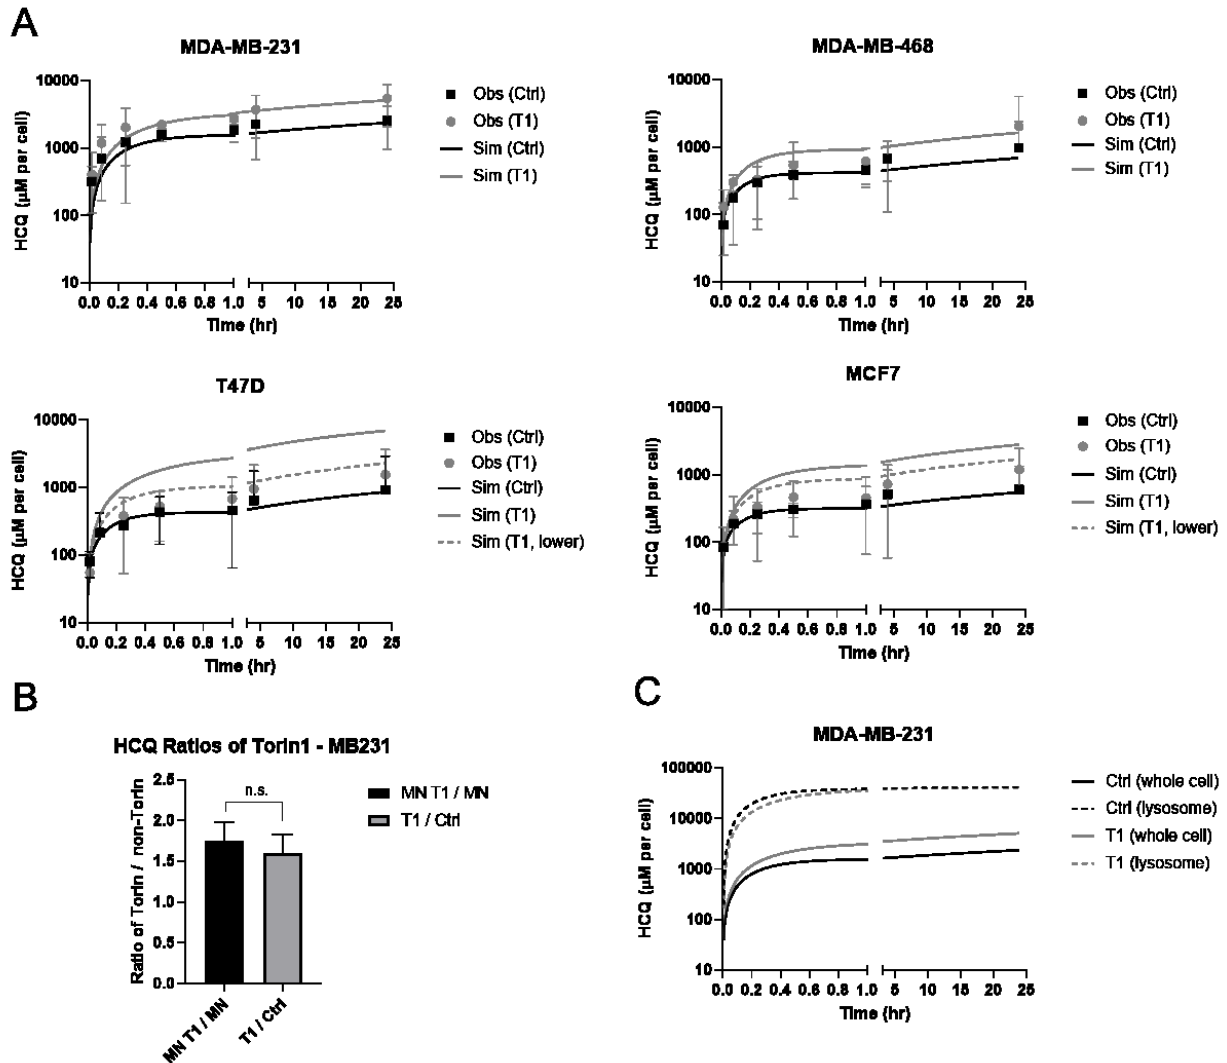 A
MDA-MB-231
HCQ (µM per cell)
10000
1000
100
10
0.0 0.2 0.4 0.6 0.8 1.0 5 10 15 20 25
Time (hr)
Obs (Ctrl)
Obs (T1)
Sim (Ctrl)
Sim (T1)
MDA-MB-468
HCQ (µM per cell)
10000
1000
100
10
0.0 0.2 0.4 0.6 0.8 1.0 5 10 15 20 25
Time (hr)
Obs (Ctrl)
Obs (T1)
Sim (Ctrl)
Sim (T1)
T47D
HCQ (µM per cell)
10000
1000
100
10
0.0 0.2 0.4 0.6 0.8 1.0 5 10 15 20 25
Time (hr)
Obs (Ctrl)
Obs (T1)
Sim (Ctrl)
Sim (T1)
Sim (T1, lower)
MCF7
HCQ (µM per cell)
10000
1000
100
10
0.0 0.2 0.4 0.6 0.8 1.0 5 10 15 20 25
Time (hr)
Obs (Ctrl)
Obs (T1)
Sim (Ctrl)
Sim (T1)
Sim (T1, lower)
B
HCQ Ratios of Torin1 - MB231
Ratio of Torin / non-Torin
2.5
2.0
1.5
1.0
0.5
0.0
n.s.
MN T1 / MN
T1 / Ctrl
MN T1 / MN
T1 / Ctrl
C
MDA-MB-231
HCQ (µM per cell)
100000
10000
1000
100
10
0.0 0.2 0.4 0.6 0.8 1.0 5 10 15 20 25
Time (hr)
Ctrl (whole cell)
Ctrl (lysosome)
T1 (whole cell)
T1 (lysosome)